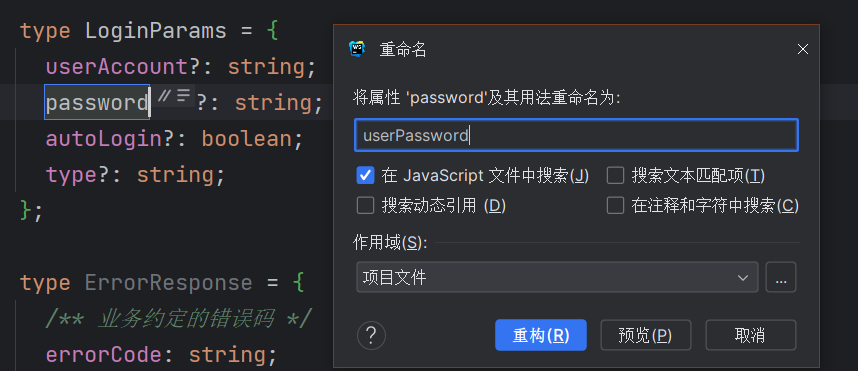 type LoginParams = {
userAccount?: string;
password?: string;
autoLogin?: boolean;
type?: string;
};
type ErrorResponse = {
/** 业务约定的错误码 */
errorCode: string;
WS 重命名
将属性 'password'及其用法重命名为:
userPassword
在 JavaScript 文件中搜索(J) 搜索文本匹配项(T)
搜索动态引用 (D) 在注释和字符中搜索(C)
作用域(S):
项目文件 ...
? 重构(R) 预览(P) 取消